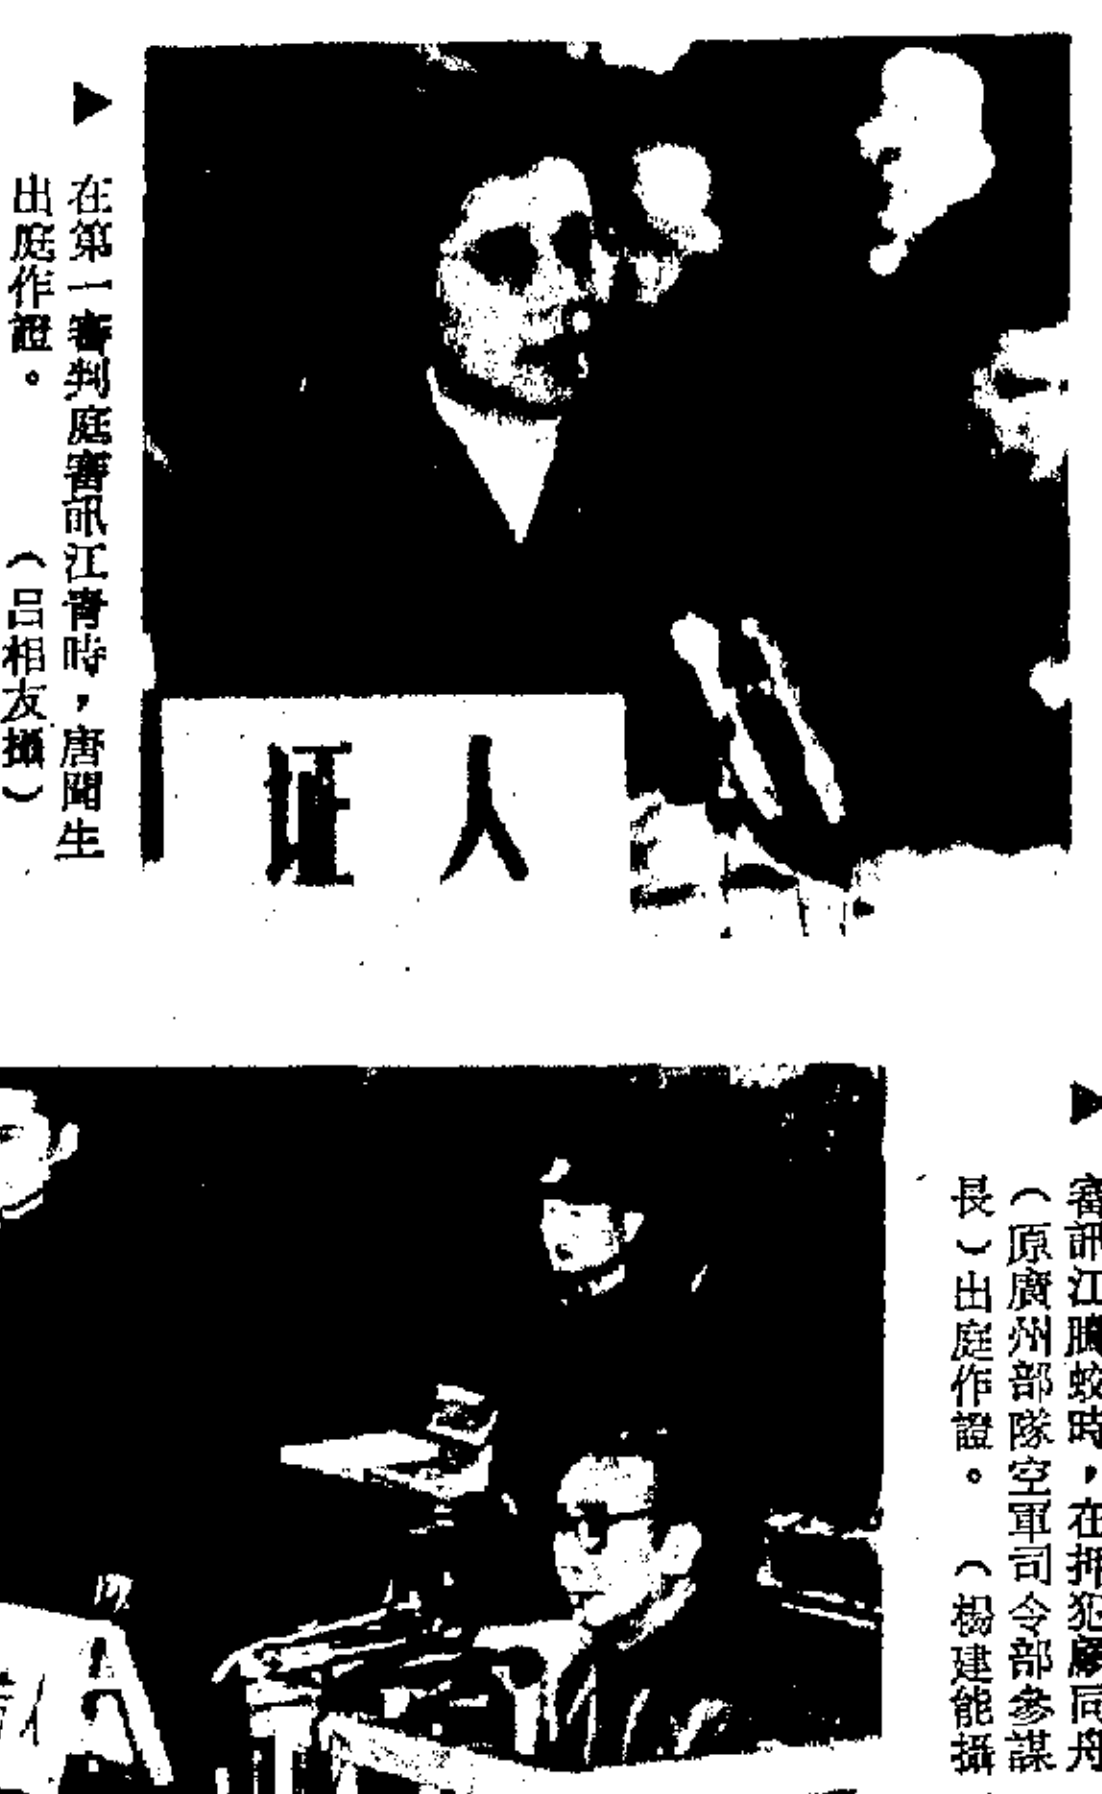 在第一審判庭審訊江青時，唐聞生
出庭作證。　（呂相友攝）
证人
審訊江騰蛟時，在押犯顧同舟
（原廣州部隊空軍司令部參謀
長）出庭作證。　（楊建能攝